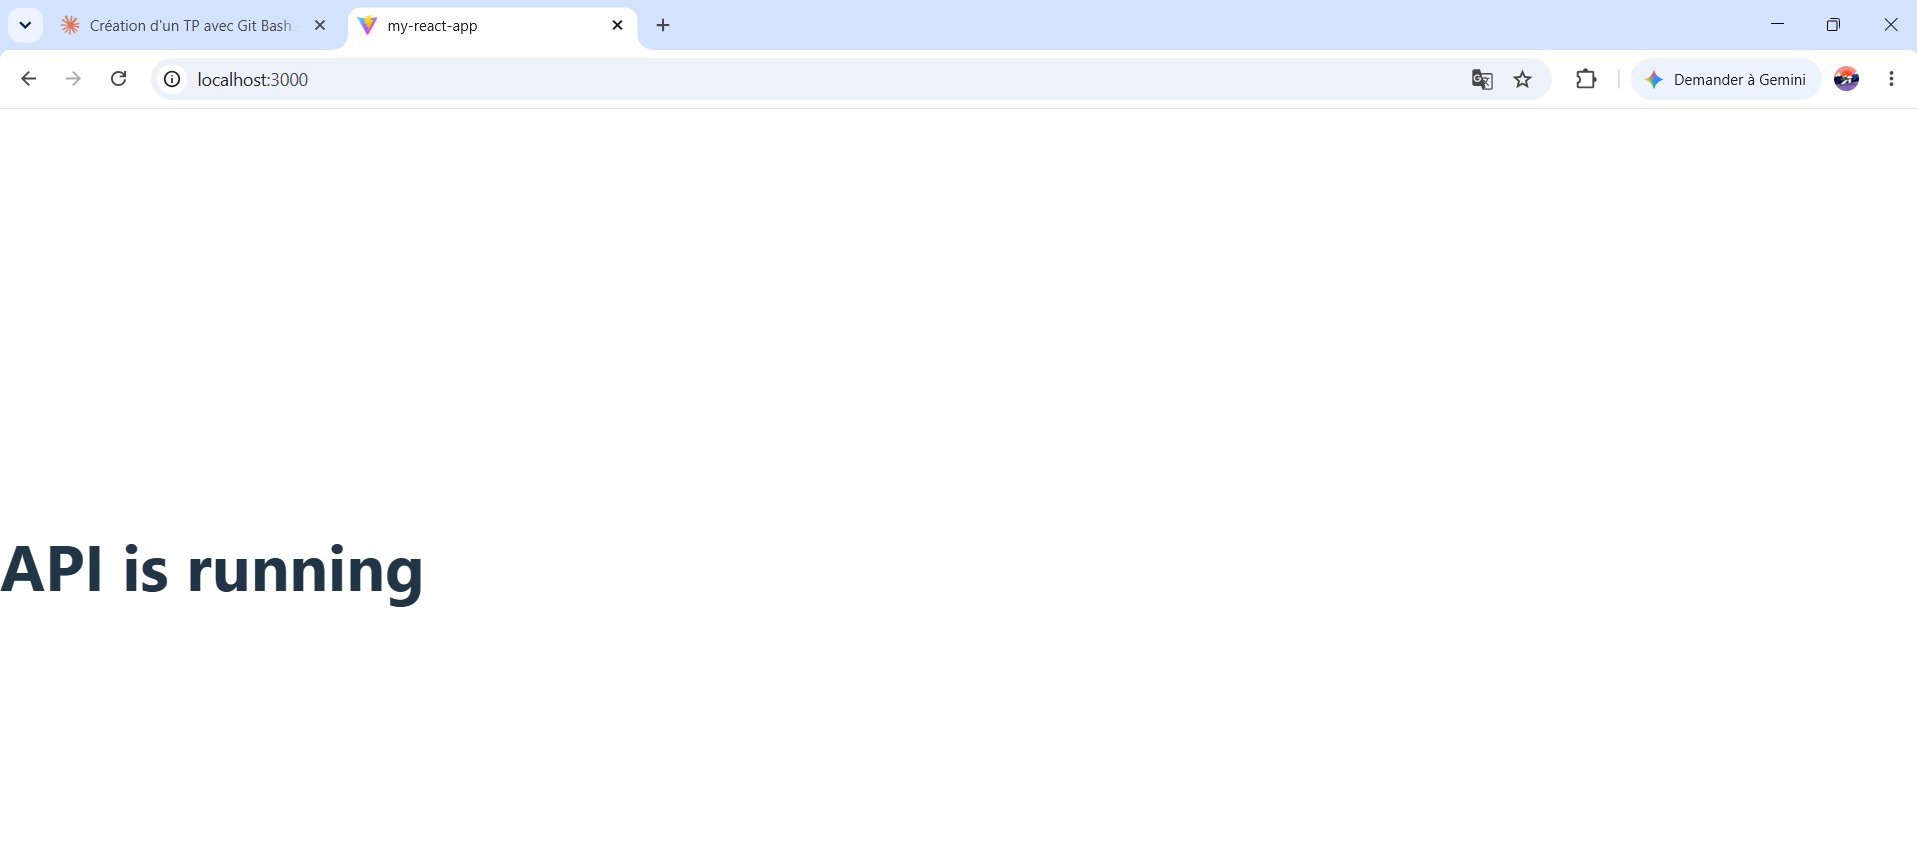 Création d'un TP avec Git Bash
my-react-app
localhost:3000
Demander à Gemini
API is running